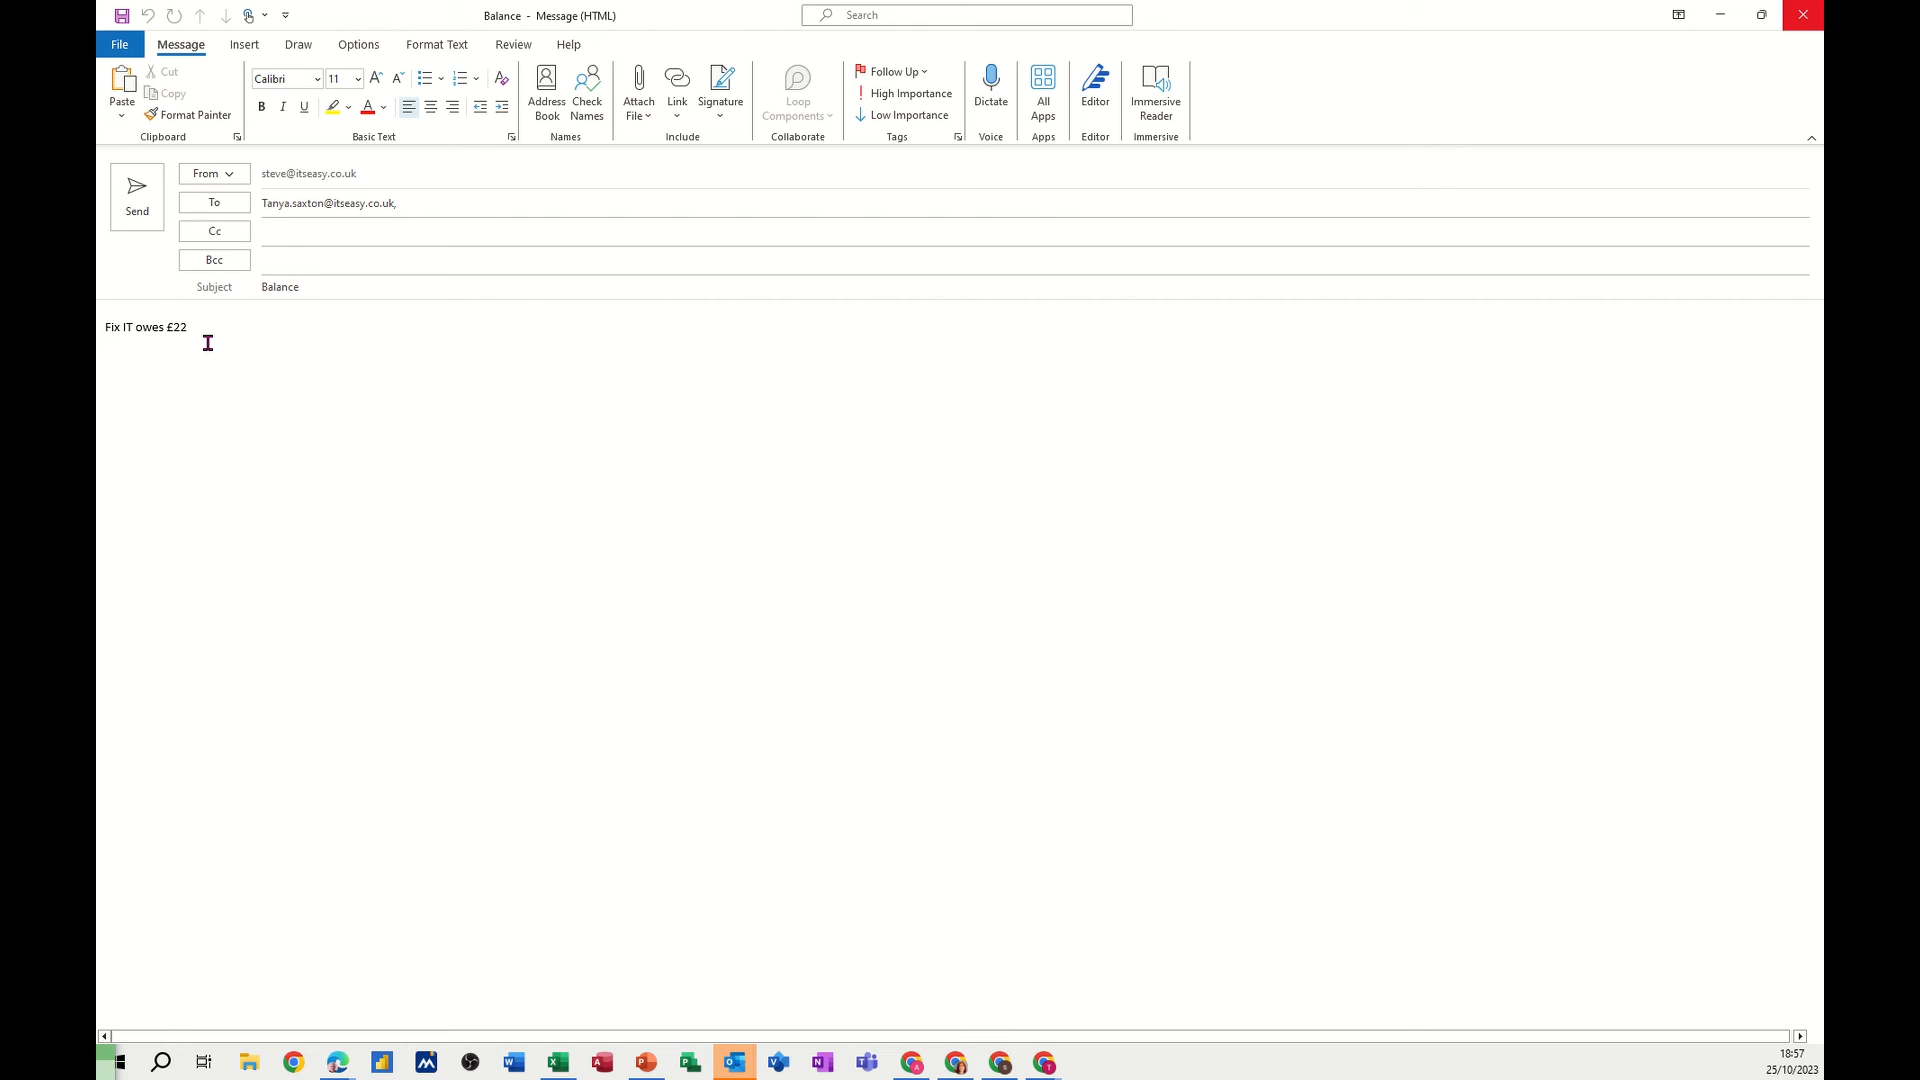 Balance - Message (HTML)
Search
File Message Insert Draw Options Format Text Review Help
Paste
Cut
Copy
Format Painter
Clipboard
Calibri 11
B I U
Basic Text
Address Book
Check Names
Names
Attach File
Link
Signature
Include
Loop Components
Collaborate
Follow Up
High Importance
Low Importance
Tags
Dictate
Voice
All Apps
Apps
Editor
Editor
Immersive Reader
Immersive
Send
From steve@itseasy.co.uk
To Tanya.saxton@itseasy.co.uk,
Cc
Bcc
Subject Balance
Fix IT owes £22
18:57
25/10/2023